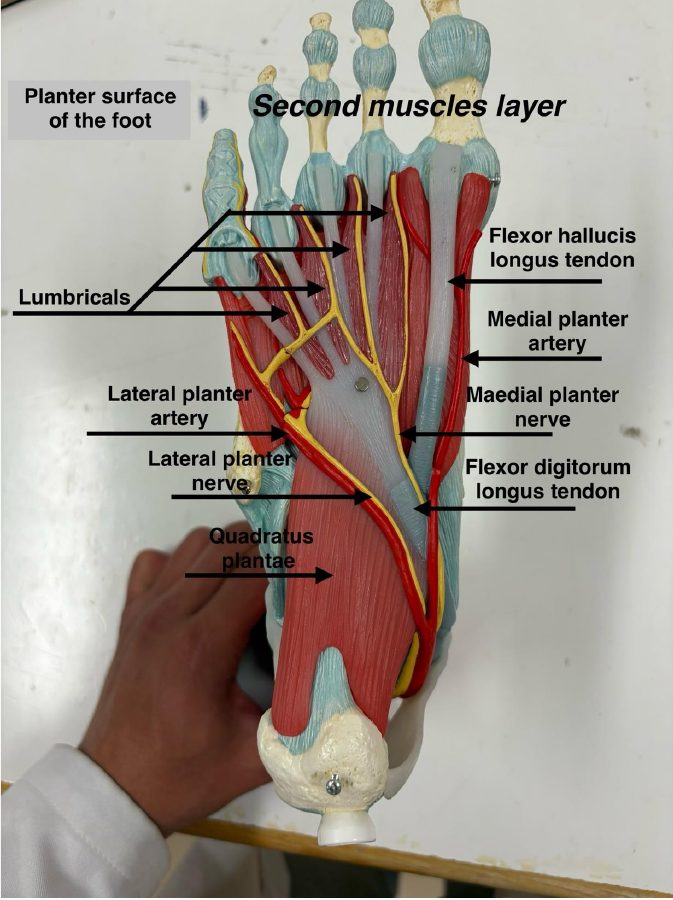 Planter surface
of the foot
Second muscles layer
Lumbricals
Flexor hallucis
longus tendon
Medial planter
artery
Lateral planter
artery
Maedial planter
nerve
Lateral planter
nerve
Flexor digitorum
longus tendon
Quadratus
plantae